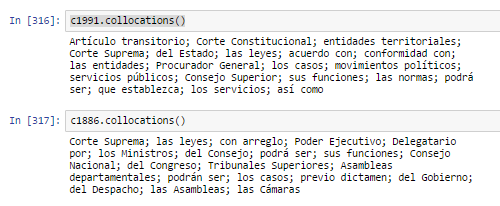 In [316]: c1991.collocations()
Artículo transitorio; Corte Constitucional; entidades territoriales;
Corte Suprema; del Estado; las leyes; acuerdo con; conformidad con;
las entidades; Procurador General; los casos; movimientos políticos;
servicios públicos; Consejo Superior; sus funciones; las normas; podrá
ser; que establezca; los servicios; así como
In [317]: c1886.collocations()
Corte Suprema; las leyes; con arreglo; Poder Ejecutivo; Delegatario
por; los Ministros; del Consejo; podrá ser; sus funciones; Consejo
Nacional; del Congreso; Tribunales Superiores; Asambleas
departamentales; podrán ser; los casos; previo dictamen; del Gobierno;
del Despacho; las Asambleas; las Cámaras